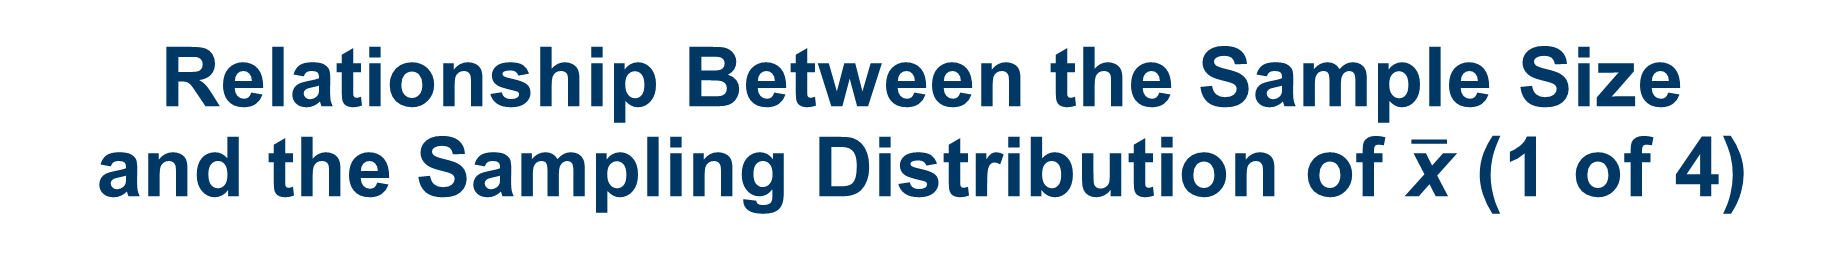 Relationship Between the Sample Size
and the Sampling Distribution of x̅ (1 of 4)